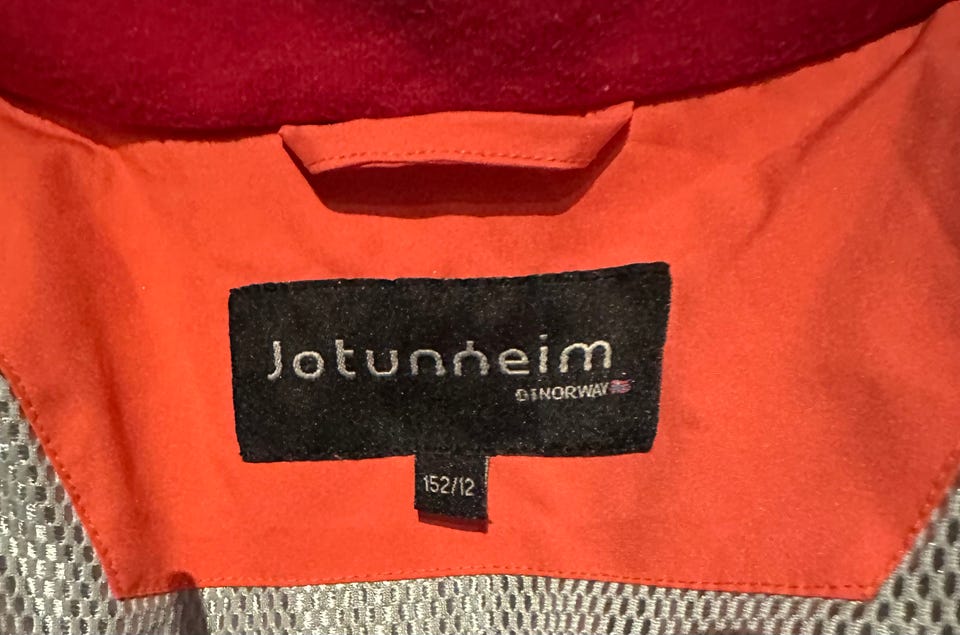 Jotunheim
OF NORWAY
152/12